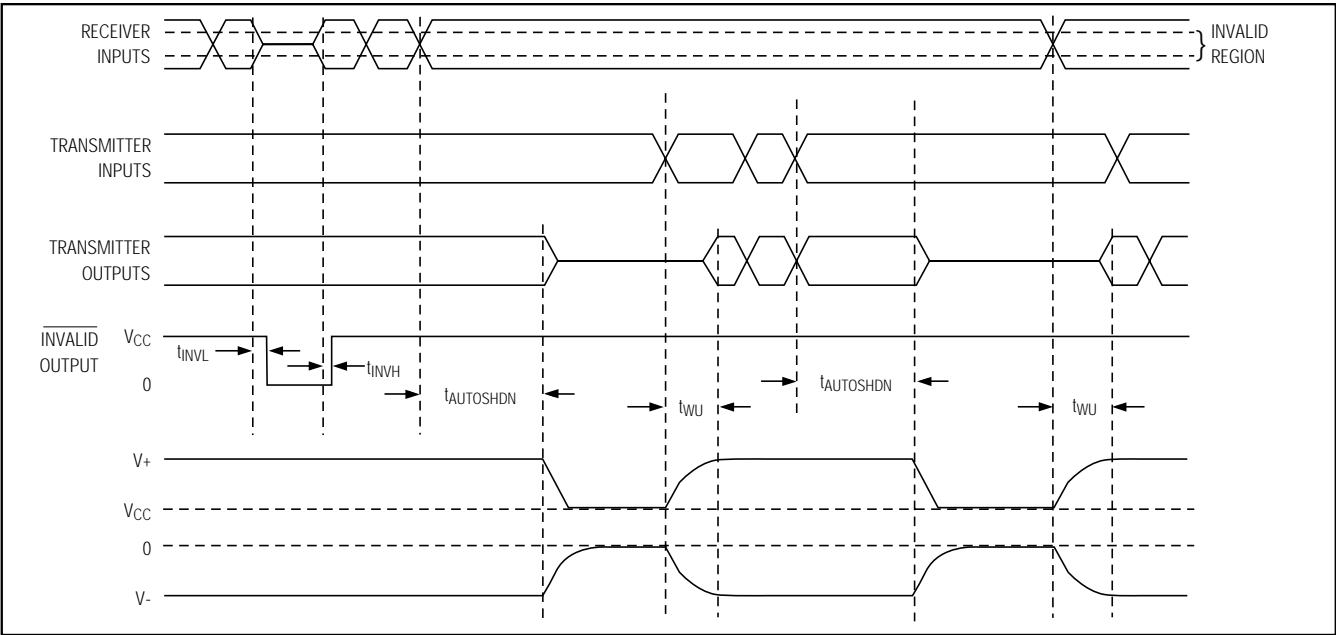 RECEIVER
INPUTS
INVALID
REGION
TRANSMITTER
INPUTS
TRANSMITTER
OUTPUTS
INVALID
OUTPUT
VCC
0
tINVL
tINVH
tAUTOSHDN
tWU
tAUTOSHDN
tWU
V+
VCC
0
V-